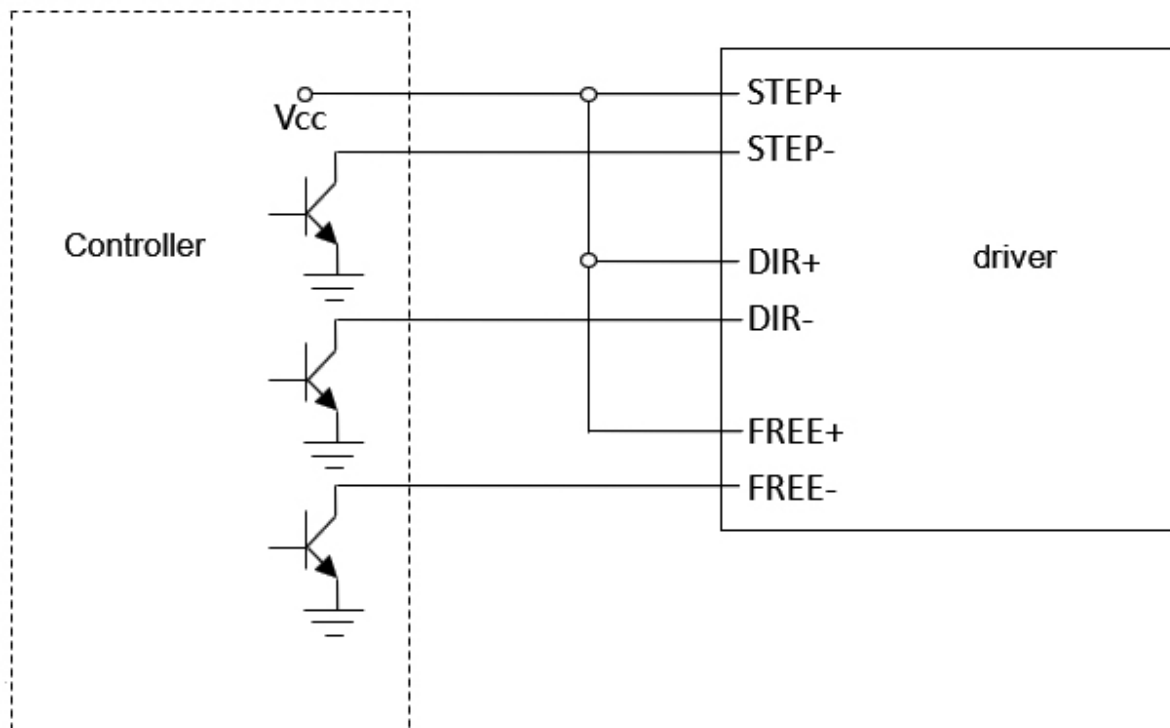 STEP+
Vcc
STEP-
Controller
DIR+
driver
DIR-
FREE+
FREE-